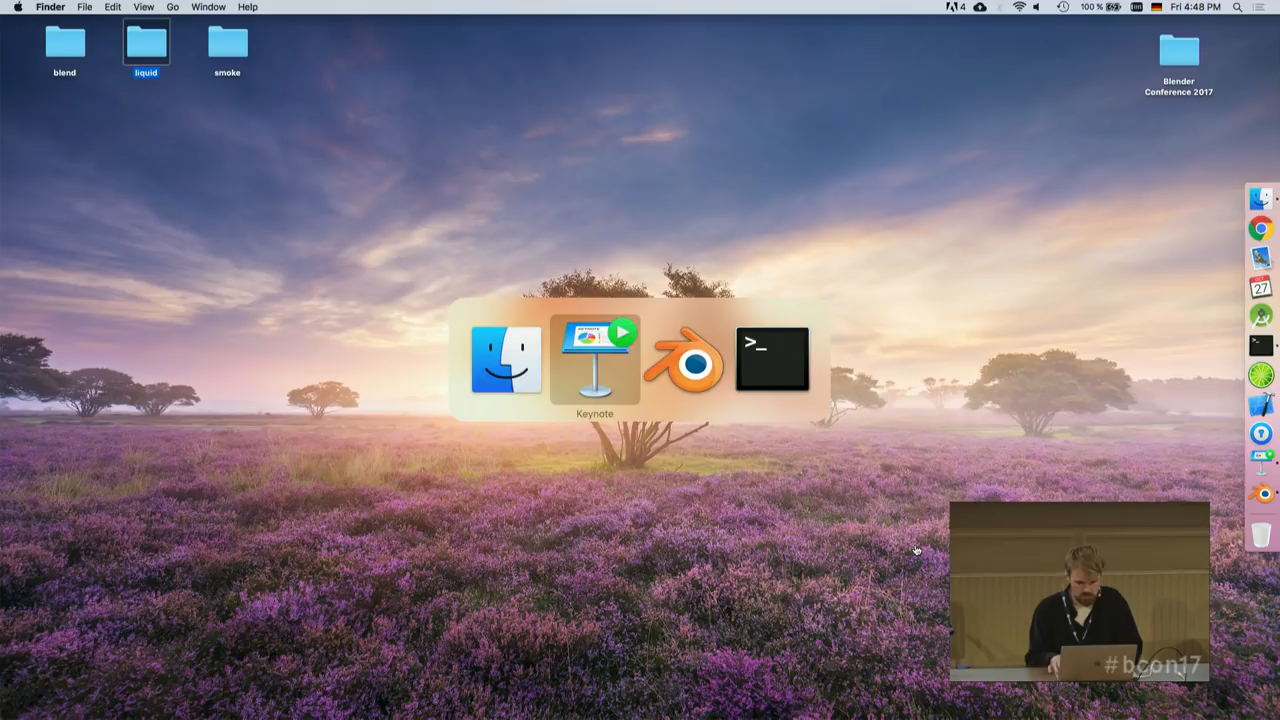 Finder File Edit View Go Window Help
4 100 % Fri 4:48 PM
blend
liquid
smoke
Blender
Conference 2017
27
>_
Keynote
#bcon17